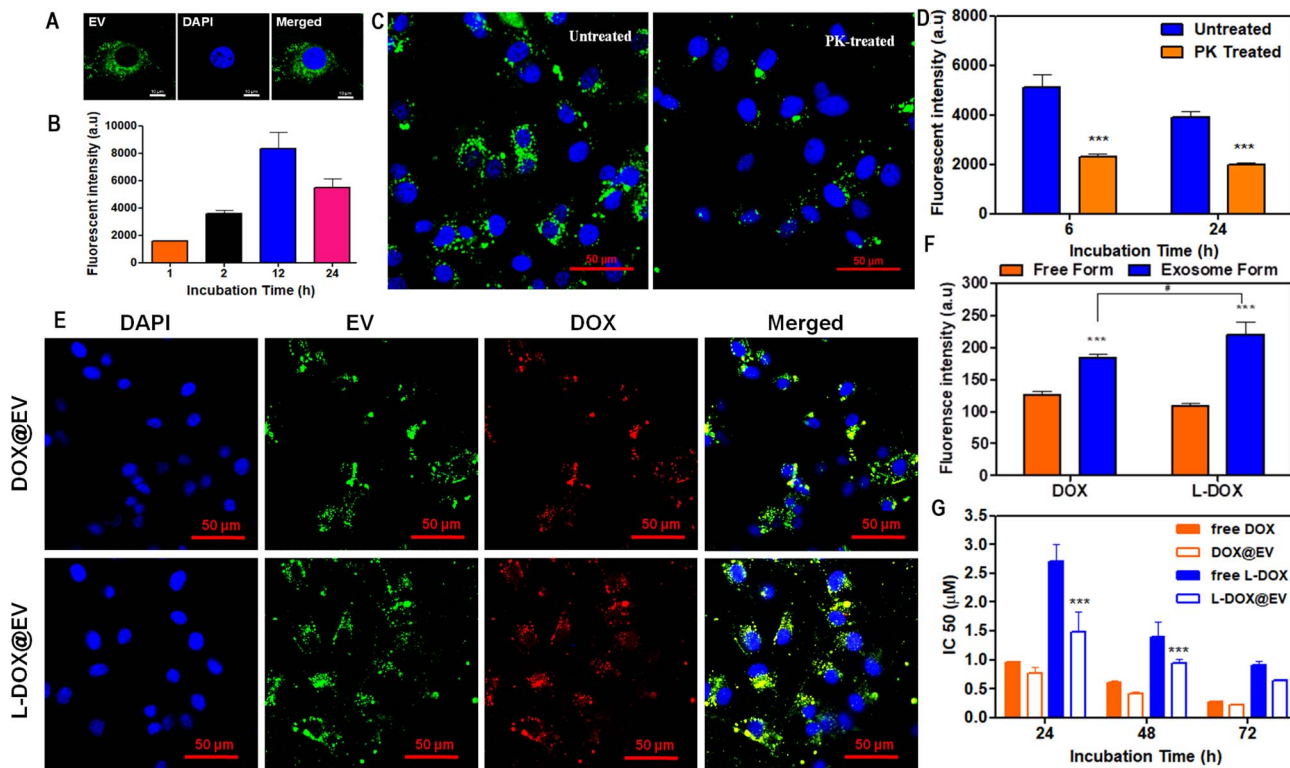 A
EV
DAPI
Merged
10 µm
10 µm
10 µm
B
Fluorescent intensity (a.u)
10000
8000
6000
4000
2000
0
1
2
12
24
Incubation Time (h)
C
Untreated
50 µm
PK-treated
50 µm
D
Fluorescent intensity (a.u)
8000
6000
4000
2000
0
Untreated
PK Treated
***
***
6
24
Incubation Time (h)
E
DAPI
EV
DOX
Merged
DOX@EV
50 µm
50 µm
50 µm
50 µm
L-DOX@EV
50 µm
50 µm
50 µm
50 µm
F
Free Form
Exosome Form
Fluorensce intensity (a.u)
300
250
200
150
100
50
0
#
***
***
DOX
L-DOX
G
IC 50 (µM)
3.5
3.0
2.5
2.0
1.5
1.0
0.5
0.0
free DOX
DOX@EV
free L-DOX
L-DOX@EV
***
***
24
48
72
Incubation Time (h)